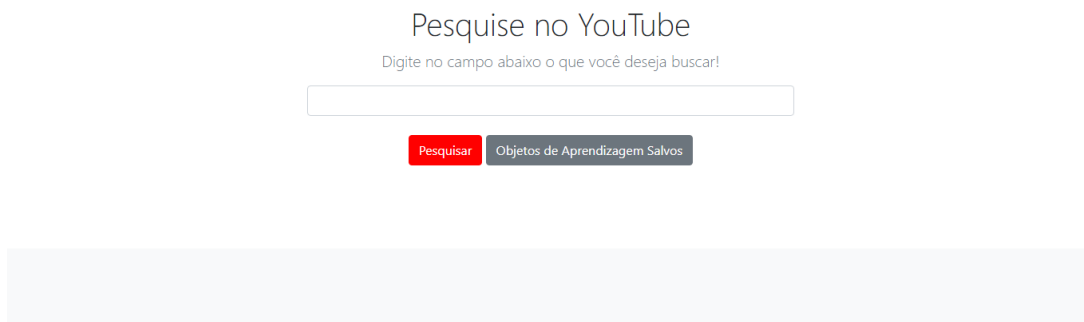 Pesquise no YouTube
Digite no campo abaixo o que você deseja buscar!
Pesquisar Objetos de Aprendizagem Salvos